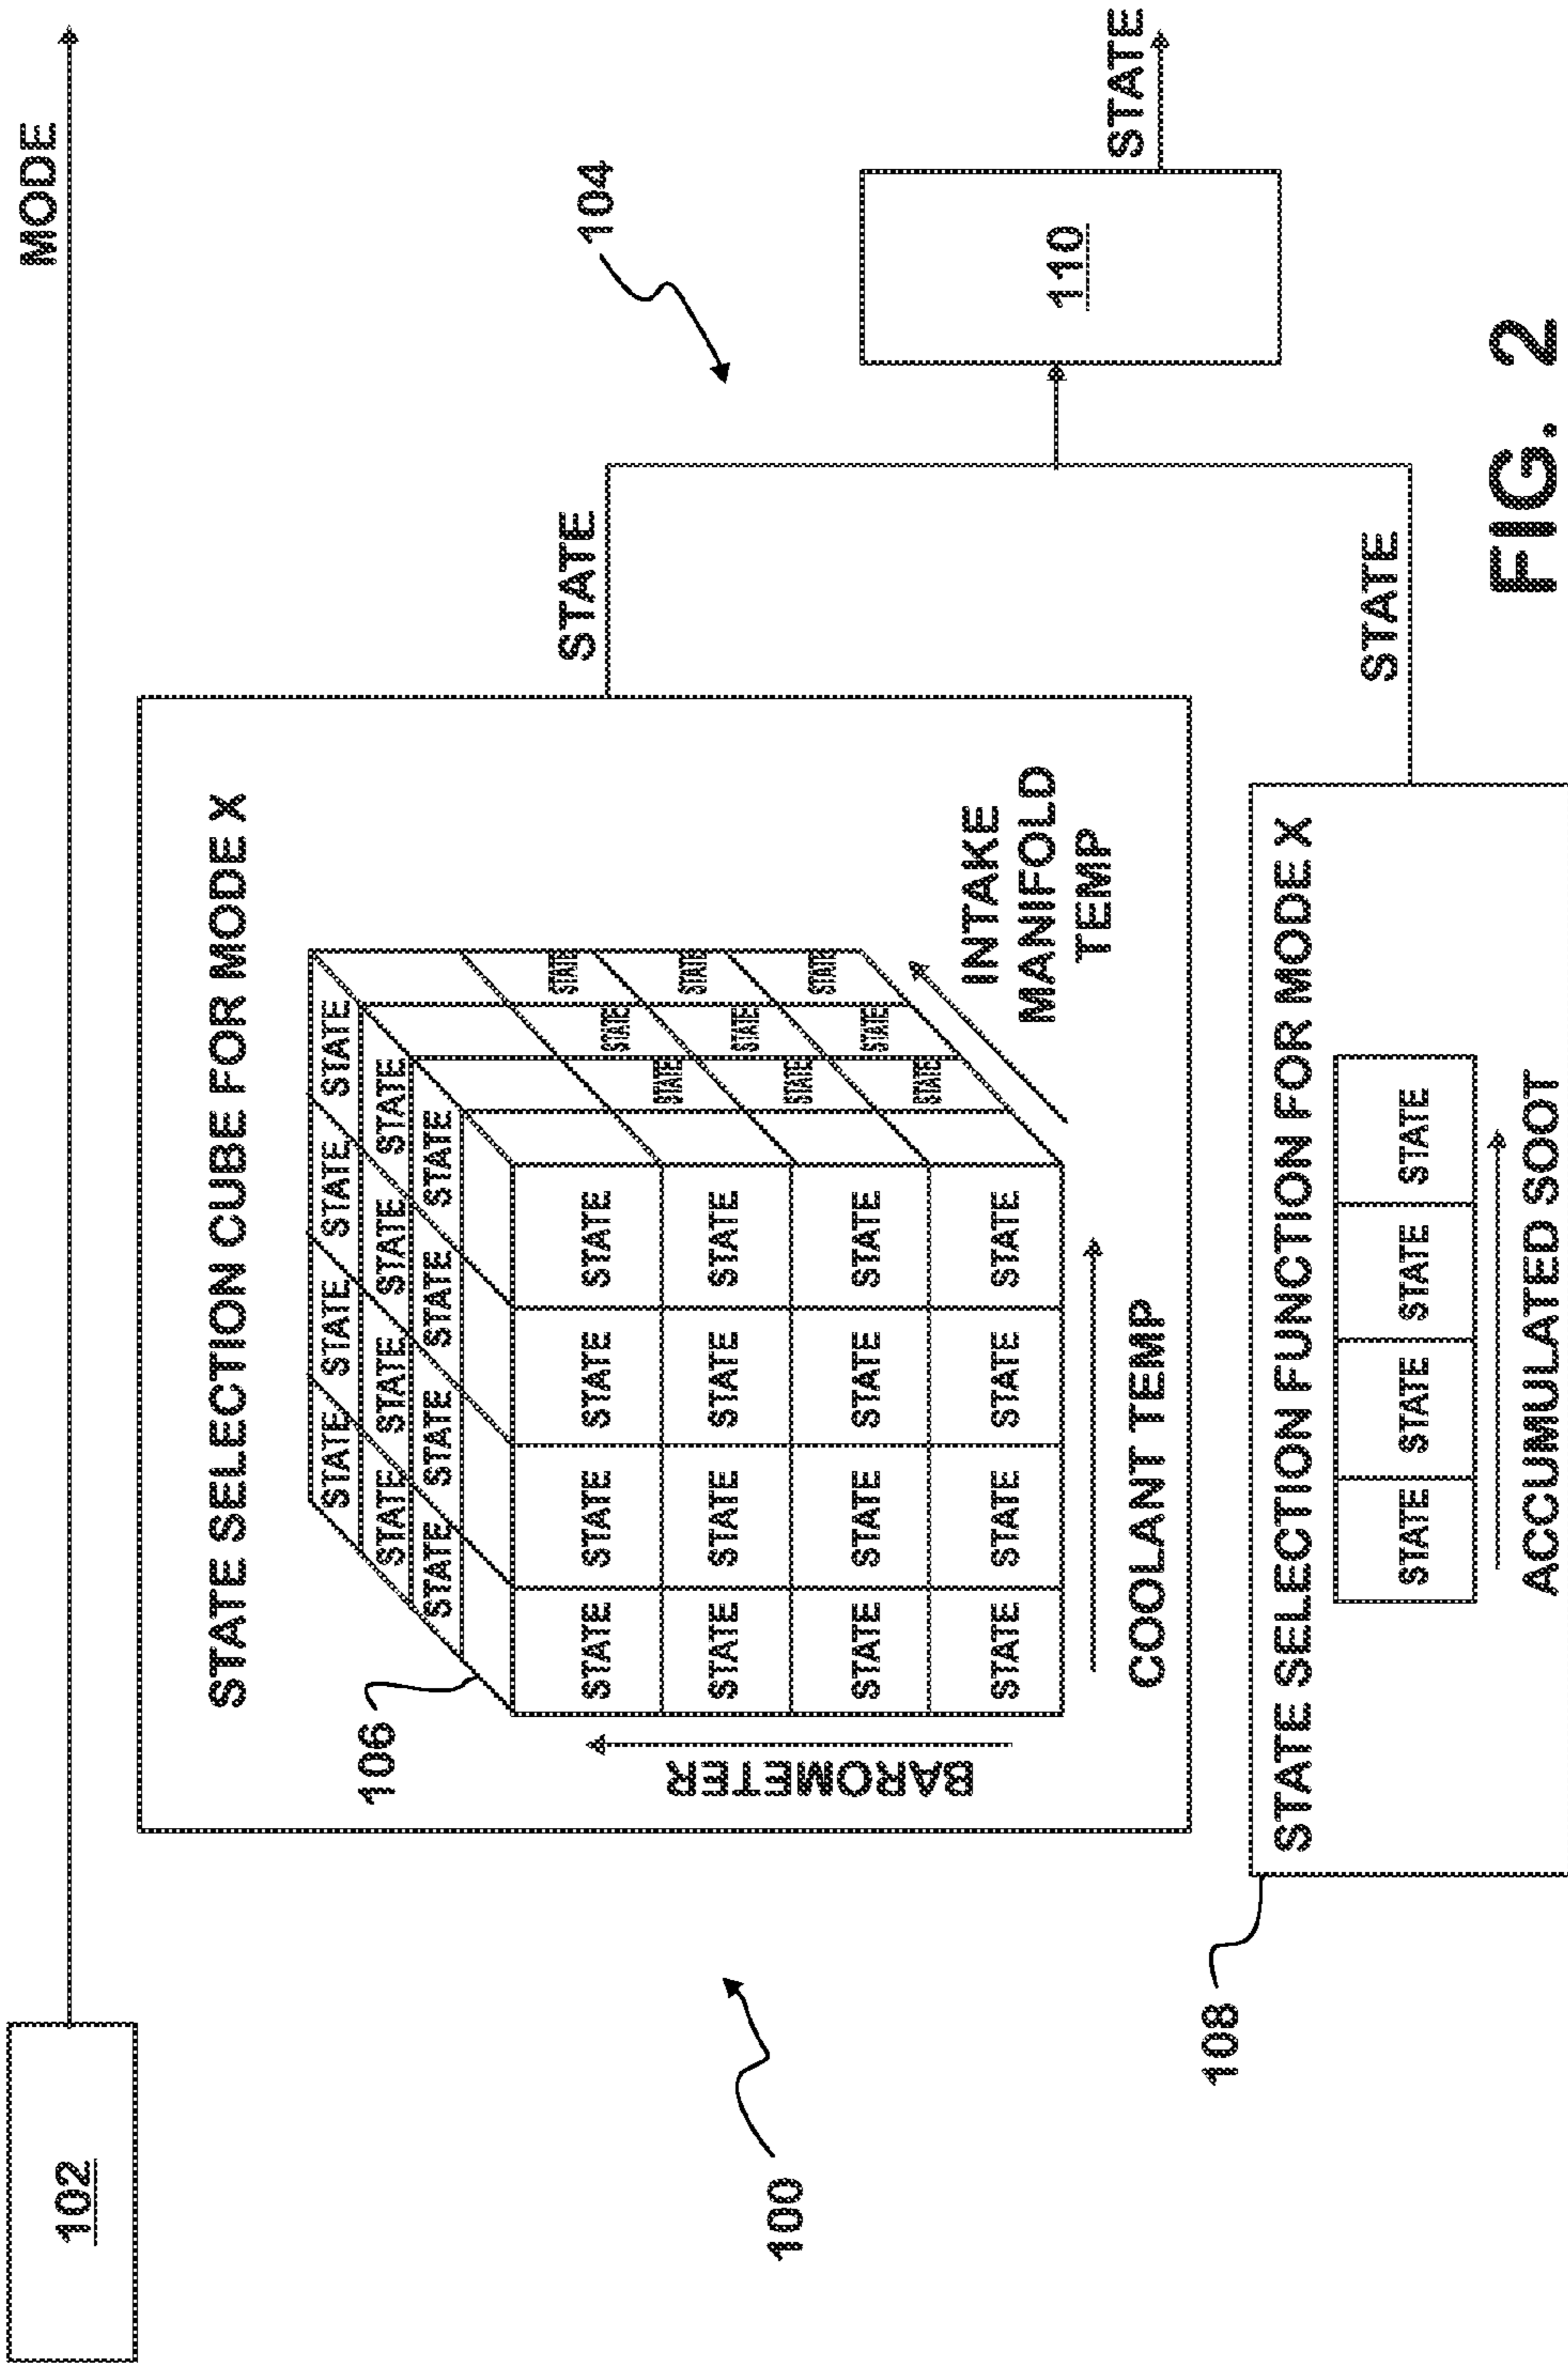 MODE
102
STATE SELECTION CUBE FOR MODE X
106
STATE STATE STATE STATE
STATE STATE STATE STATE
STATE STATE STATE STATE
STATE STATE STATE STATE
STATE STATE STATE STATE
STATE STATE STATE STATE
STATE STATE STATE STATE
STATE STATE STATE
STATE STATE STATE
STATE STATE STATE
BAROMETER
COOLANT TEMP
INTAKE
MANIFOLD
TEMP
STATE
104
100
110
STATE
108
STATE SELECTION FUNCTION FOR MODE X
STATE STATE STATE STATE
ACCUMULATED SOOT
STATE
FIG. 2